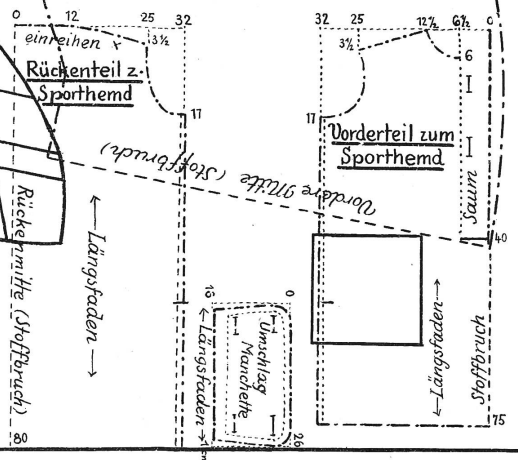 0 12 25 32
einreihen x 3½
Rückenteil z.
Sporthemd
17
Rückenmitte (Stoffbruch)
← Längsfaden →
80
Vordere Mitte (Stoffbruch)
32 25 12½ 6½ 0
3½ 6
17
Vorderteil zum
Sporthemd
Saum
40
← Längsfaden →
Stoffbruch
75
0
Umschlag
Manchette
← Längsfaden →
26